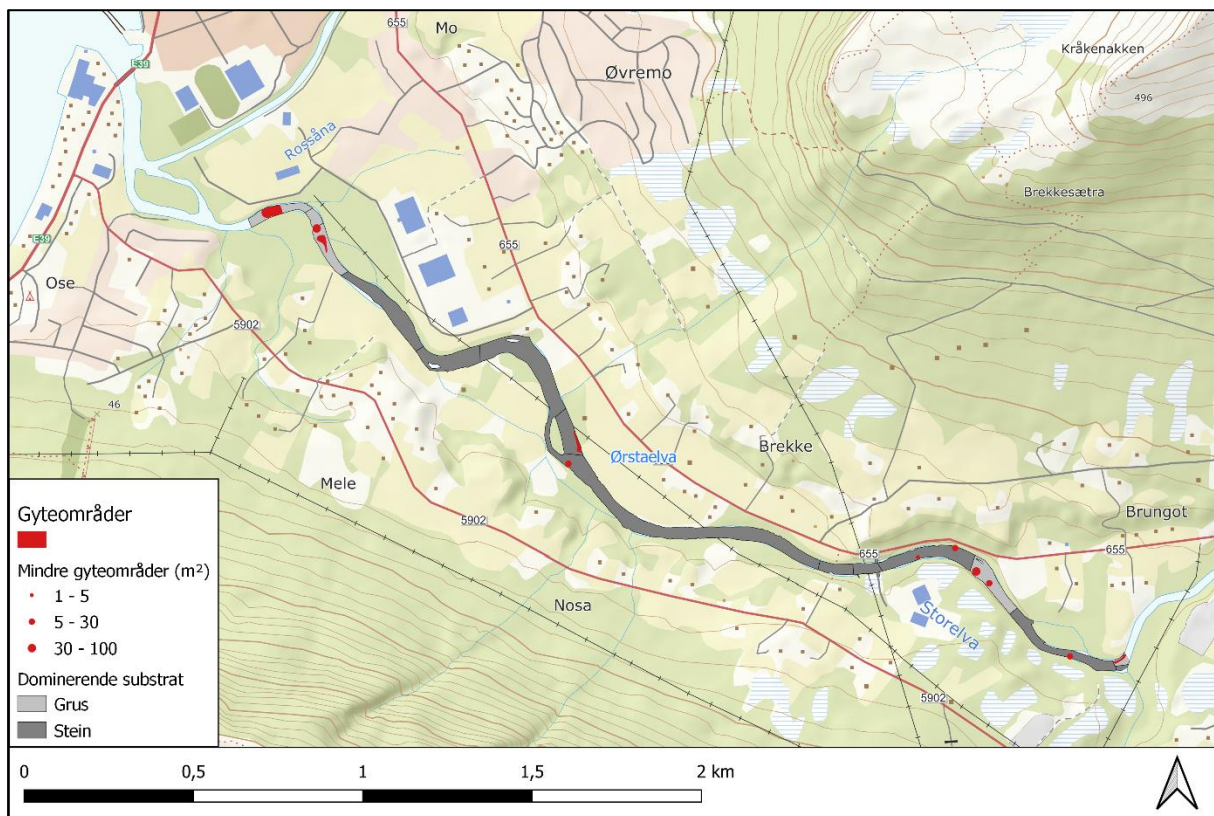 655
Mo
Øvremo
Kråkenakken
496
E39
Rossåna
Brekkesætra
655
E39
Ose
5902
46
Ørstaelva
Brekke
Mele
5902
Brungot
655
655
Nosa
Storelva
5902
Gyteområder
Mindre gyteområder (m²)
1 - 5
5 - 30
30 - 100
Dominerende substrat
Grus
Stein
0
0,5
1
1,5
2 km